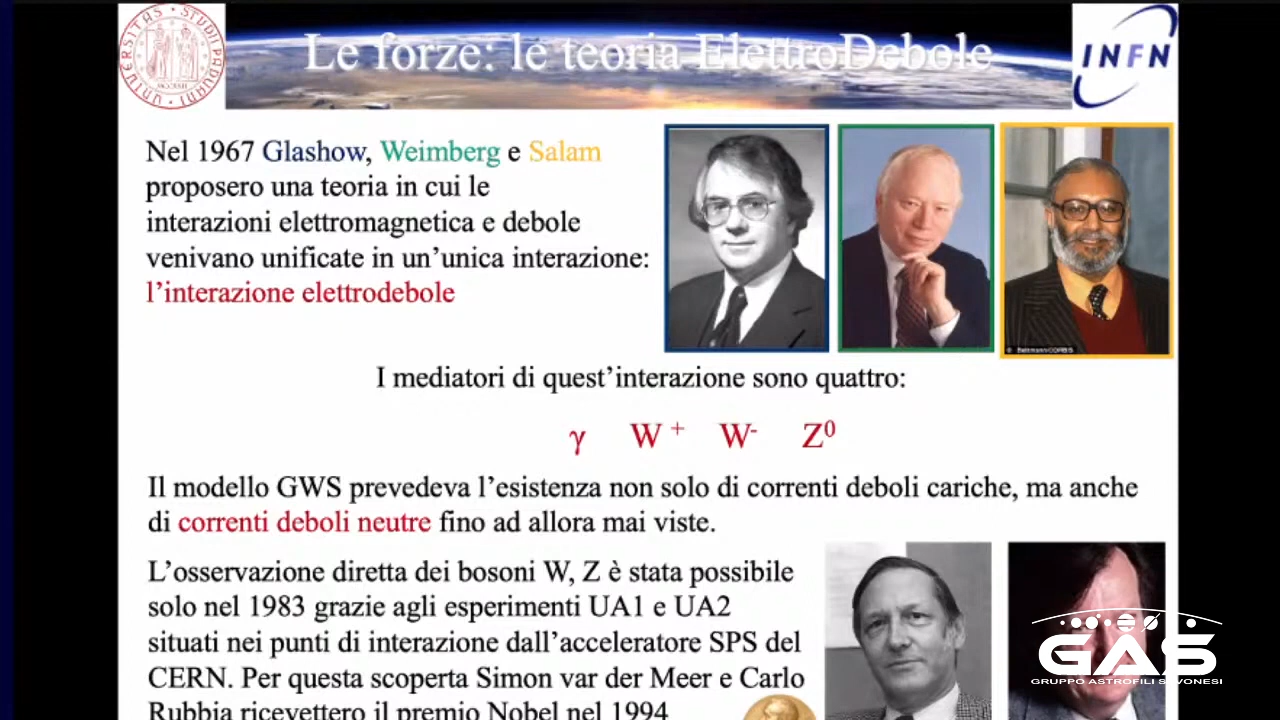 Le forze: le teoria ElettroDebole
INFN
Nel 1967 Glashow, Weimberg e Salam
proposero una teoria in cui le
interazioni elettromagnetica e debole
venivano unificate in un’unica interazione:
l’interazione elettrodebole
I mediatori di quest’interazione sono quattro:
γ W⁺ W⁻ Z⁰
Il modello GWS prevedeva l’esistenza non solo di correnti deboli cariche, ma anche
di correnti deboli neutre fino ad allora mai viste.
L’osservazione diretta dei bosoni W, Z è stata possibile
solo nel 1983 grazie agli esperimenti UA1 e UA2
situati nei punti di interazione dall’acceleratore SPS del
CERN. Per questa scoperta Simon var der Meer e Carlo
Rubbia ricevettero il premio Nobel nel 1994
GAS
GRUPPO ASTROFILI SAVONESI